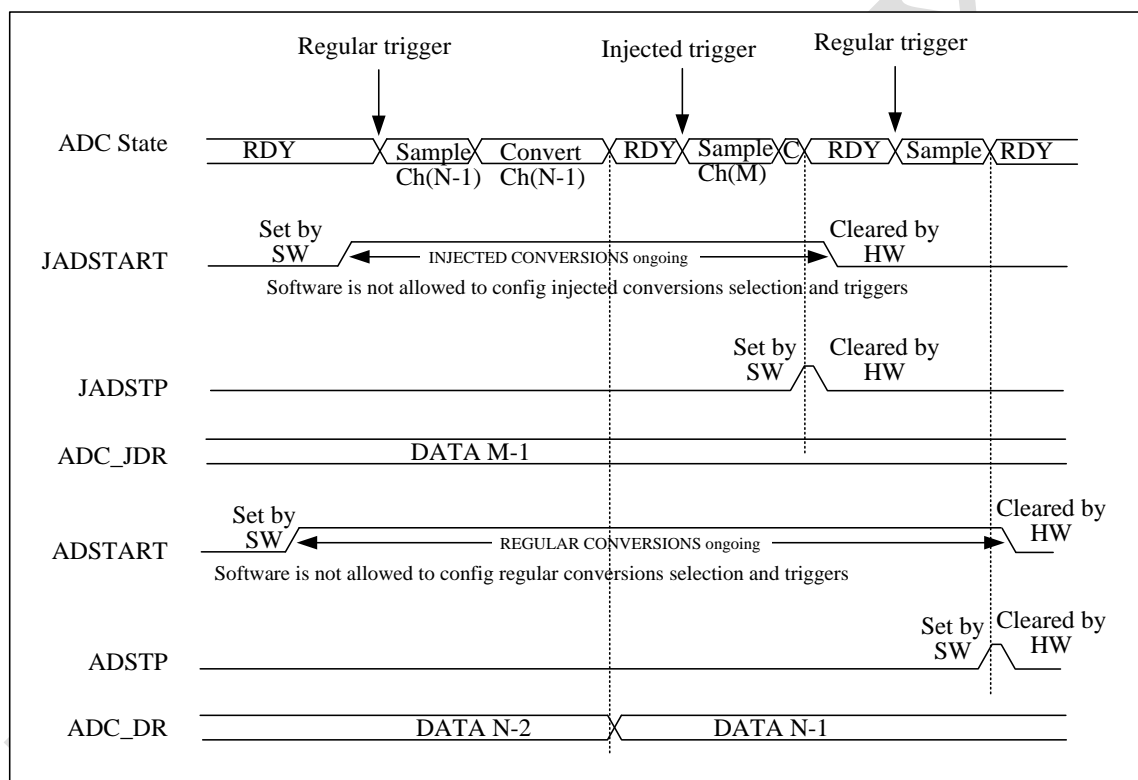 Regular trigger
Injected trigger
Regular trigger
ADC State
RDY
Sample
Ch(N-1)
Convert
Ch(N-1)
RDY
Sample
Ch(M)
C
RDY
Sample
RDY
JADSTART
Set by
SW
INJECTED CONVERSIONS ongoing
Cleared by
HW
Software is not allowed to config injected conversions selection and triggers
JADSTP
Set by
SW
Cleared by
HW
ADC_JDR
DATA M-1
ADSTART
Set by
SW
REGULAR CONVERSIONS ongoing
Cleared by
HW
Software is not allowed to config regular conversions selection and triggers
ADSTP
Set by
SW
Cleared by
HW
ADC_DR
DATA N-2
DATA N-1